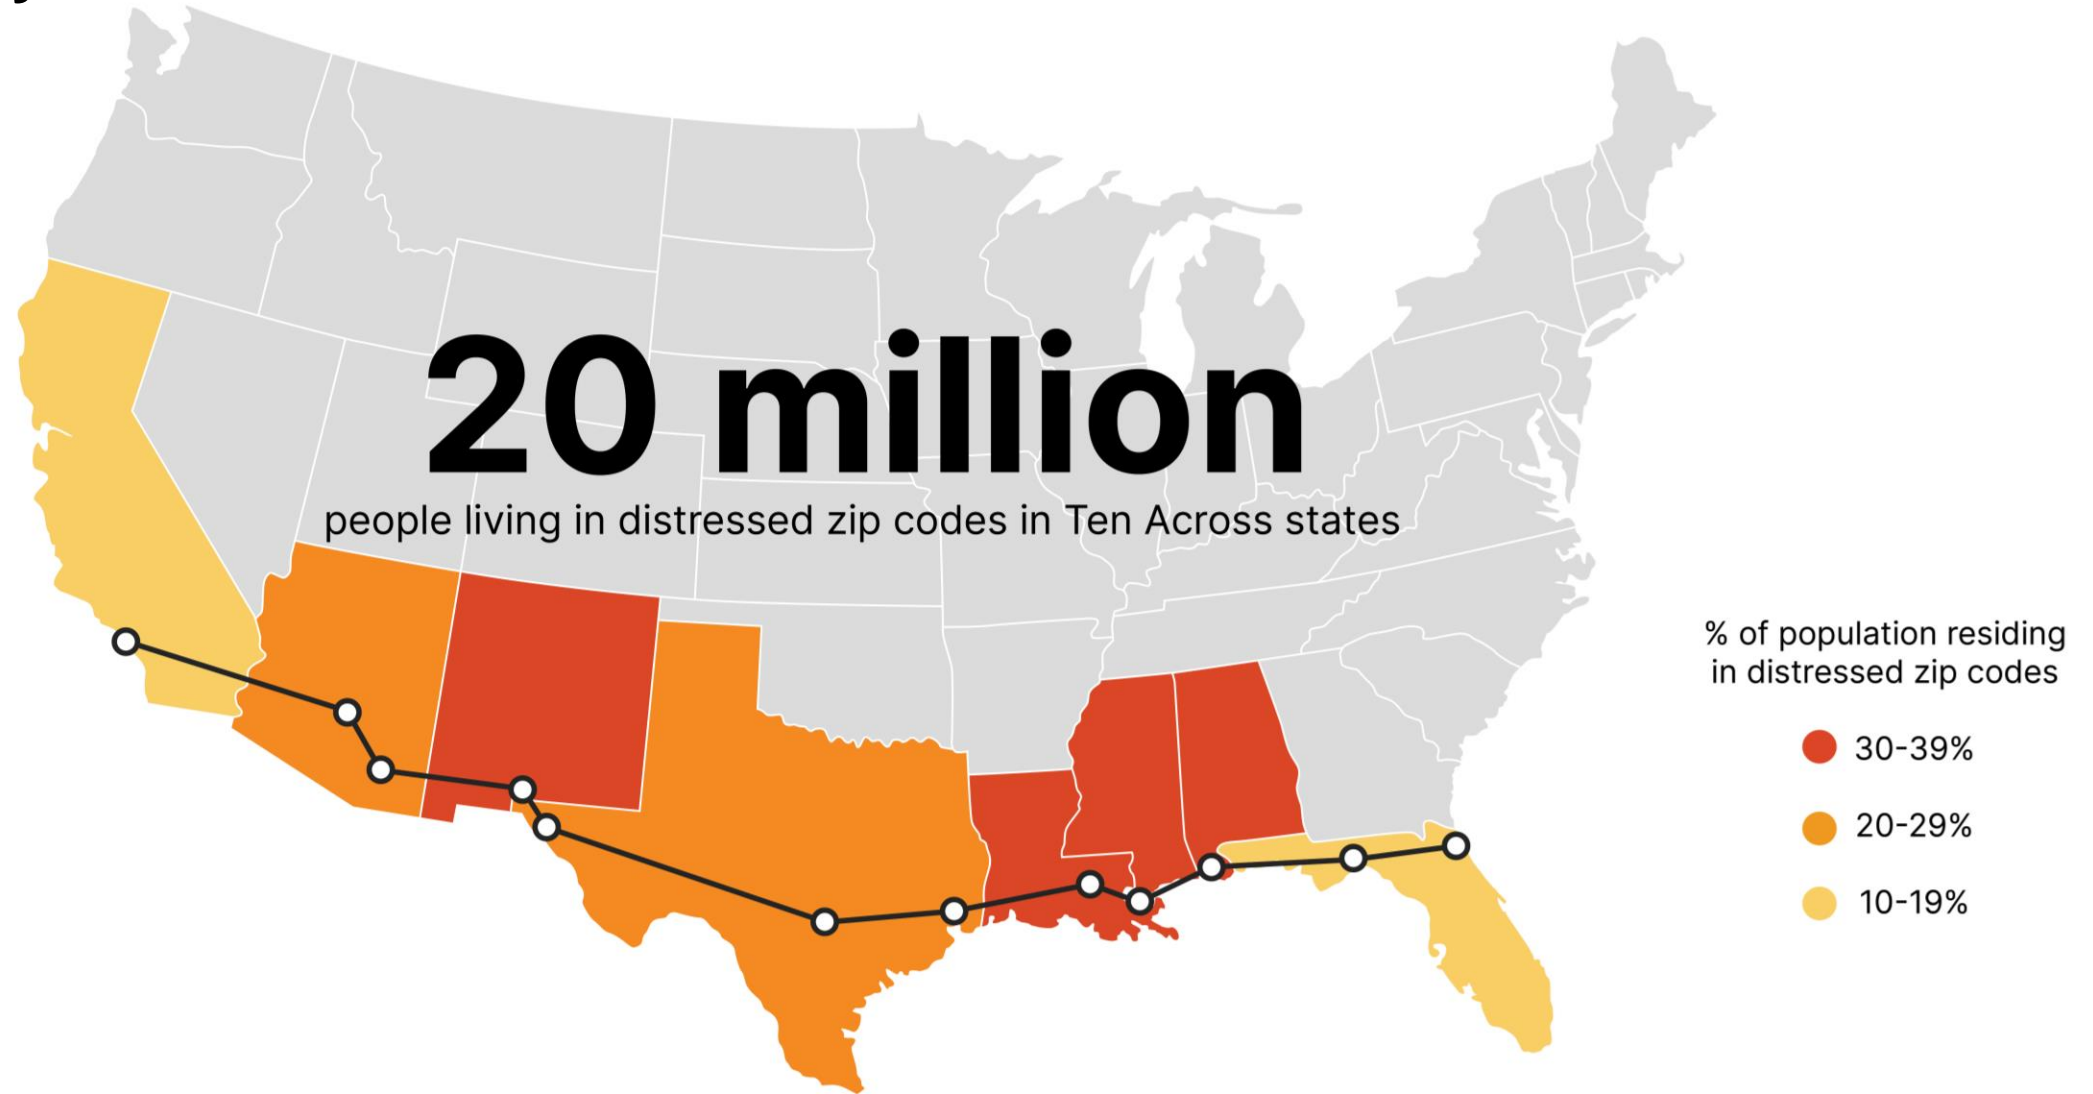 20 million
people living in distressed zip codes in Ten Across states
% of population residing
in distressed zip codes
30-39%
20-29%
10-19%